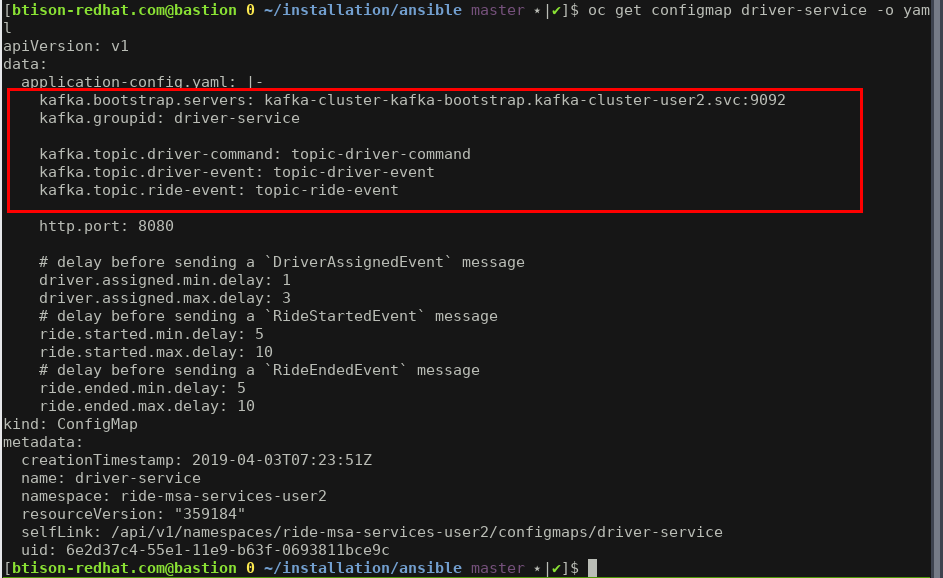 [btison-redhat.com@bastion 0 ~/installation/ansible master ⋆|✔]$ oc get configmap driver-service -o yam
l
apiVersion: v1
data:
  application-config.yaml: |-
    kafka.bootstrap.servers: kafka-cluster-kafka-bootstrap.kafka-cluster-user2.svc:9092
    kafka.groupid: driver-service

    kafka.topic.driver-command: topic-driver-command
    kafka.topic.driver-event: topic-driver-event
    kafka.topic.ride-event: topic-ride-event

    http.port: 8080

    # delay before sending a `DriverAssignedEvent` message
    driver.assigned.min.delay: 1
    driver.assigned.max.delay: 3
    # delay before sending a `RideStartedEvent` message
    ride.started.min.delay: 5
    ride.started.max.delay: 10
    # delay before sending a `RideEndedEvent` message
    ride.ended.min.delay: 5
    ride.ended.max.delay: 10
kind: ConfigMap
metadata:
  creationTimestamp: 2019-04-03T07:23:51Z
  name: driver-service
  namespace: ride-msa-services-user2
  resourceVersion: "359184"
  selfLink: /api/v1/namespaces/ride-msa-services-user2/configmaps/driver-service
  uid: 6e2d37c4-55e1-11e9-b63f-0693811bce9c
[btison-redhat.com@bastion 0 ~/installation/ansible master ⋆|✔]$